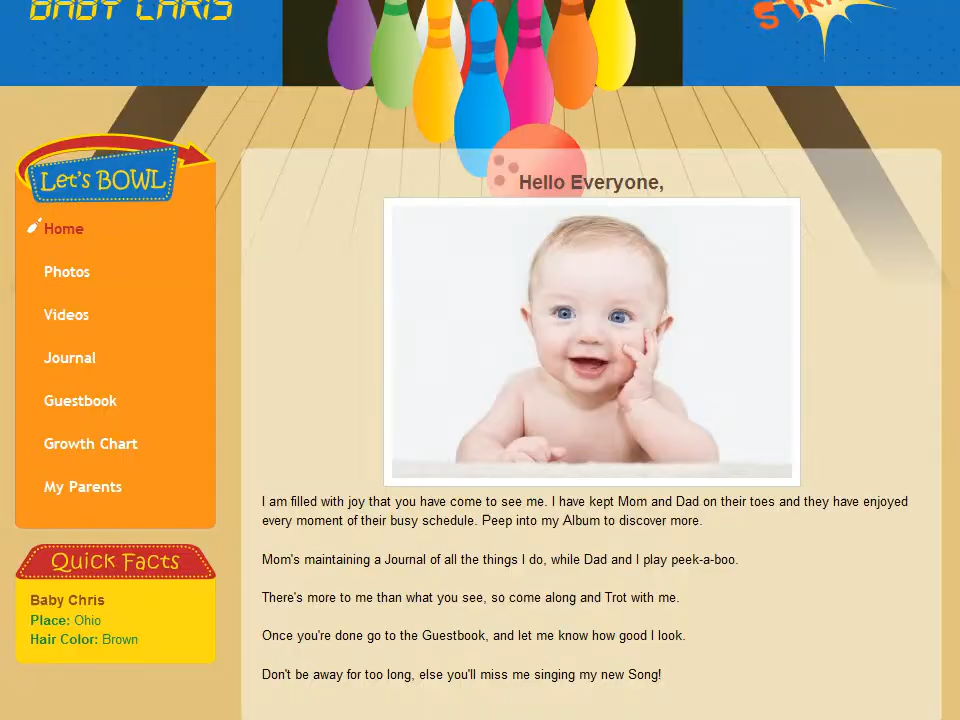 BABY CHRIS
Let's BOWL
Home
Photos
Videos
Journal
Guestbook
Growth Chart
My Parents
Quick Facts
Baby Chris
Place: Ohio
Hair Color: Brown
Hello Everyone,
I am filled with joy that you have come to see me. I have kept Mom and Dad on their toes and they have enjoyed
every moment of their busy schedule. Peep into my Album to discover more.
Mom's maintaining a Journal of all the things I do, while Dad and I play peek-a-boo.
There's more to me than what you see, so come along and Trot with me.
Once you're done go to the Guestbook, and let me know how good I look.
Don't be away for too long, else you'll miss me singing my new Song!